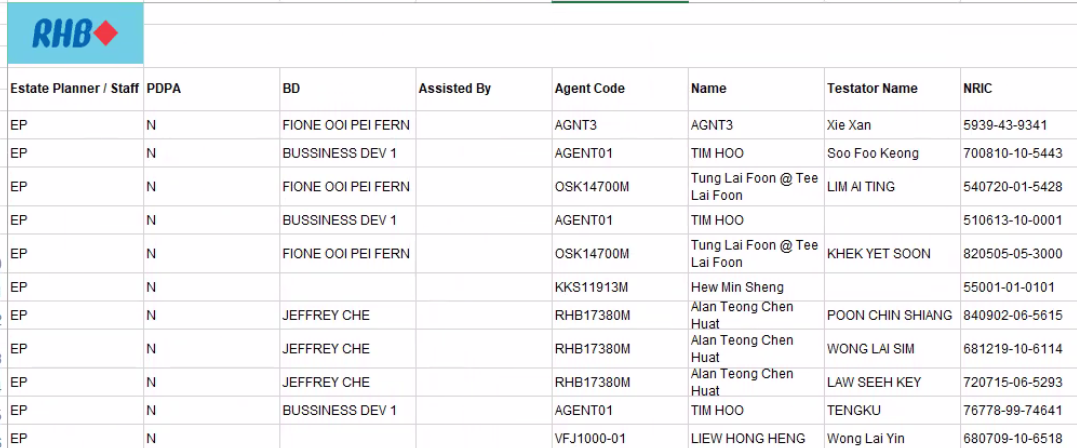 RHB
Estate Planner / Staff PDPA BD Assisted By Agent Code Name Testator Name NRIC
EP N FIONE OOI PEI FERN AGNT3 AGNT3 Xie Xan 5939-43-9341
EP N BUSSINESS DEV 1 AGENT01 TIM HOO Soo Foo Keong 700810-10-5443
EP N FIONE OOI PEI FERN OSK14700M Tung Lai Foon @ Tee Lai Foon LIM AI TING 540720-01-5428
EP N BUSSINESS DEV 1 AGENT01 TIM HOO 510613-10-0001
EP N FIONE OOI PEI FERN OSK14700M Tung Lai Foon @ Tee Lai Foon KHEK YET SOON 820505-05-3000
EP N KKS11913M Hew Min Sheng 55001-01-0101
EP N JEFFREY CHE RHB17380M Alan Teong Chen Huat POON CHIN SHIANG 840902-06-5615
EP N JEFFREY CHE RHB17380M Alan Teong Chen Huat WONG LAI SIM 681219-10-6114
EP N JEFFREY CHE RHB17380M Alan Teong Chen Huat LAW SEEH KEY 720715-06-5293
EP N BUSSINESS DEV 1 AGENT01 TIM HOO TENGKU 76778-99-74641
EP N VFJ1000-01 LIEW HONG HENG Wong Lai Yin 680709-10-6518